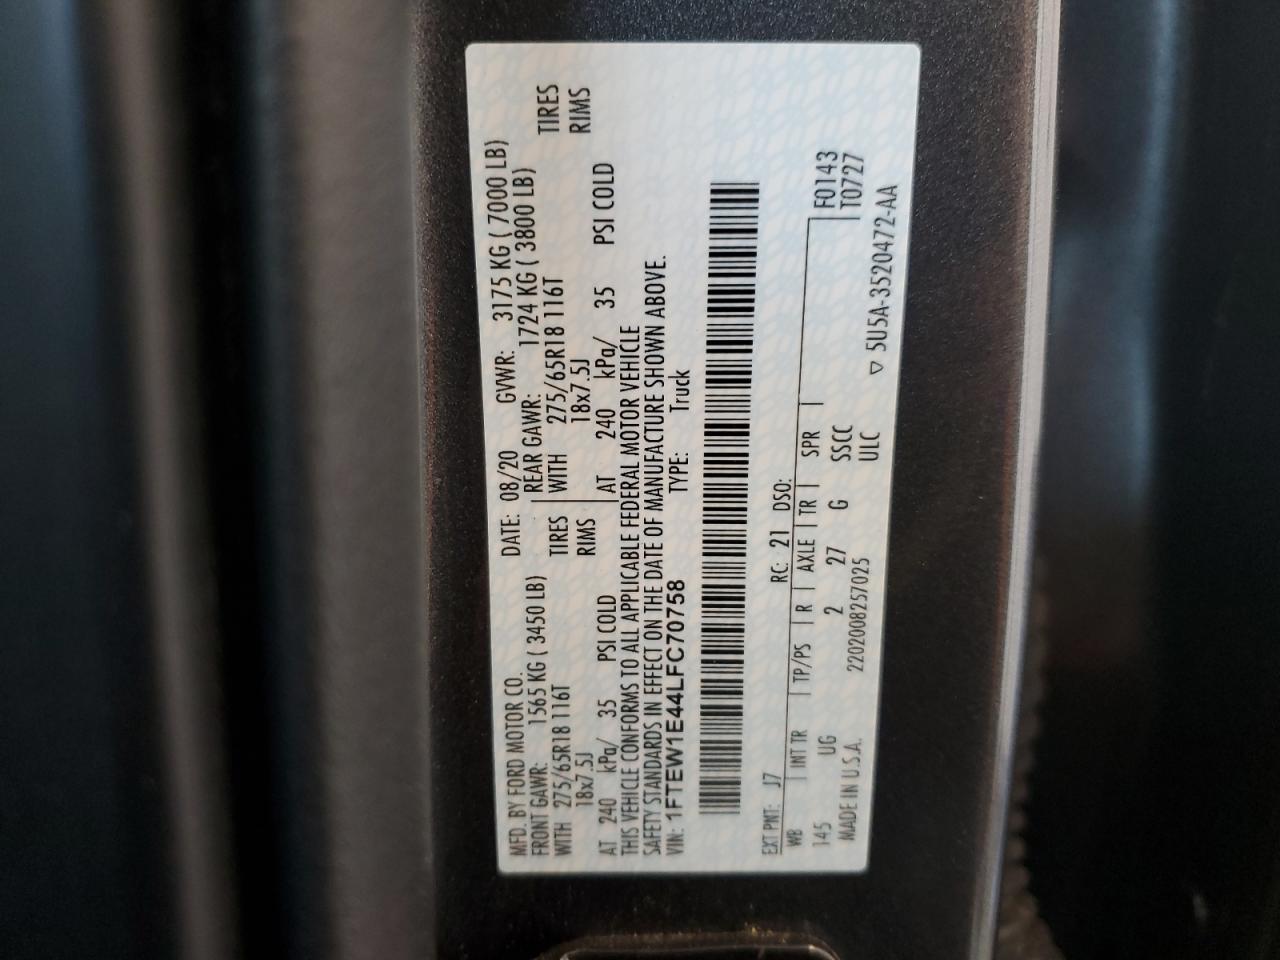 MFD. BY FORD MOTOR CO. DATE: 08/20 GVWR: 3175 KG ( 7000 LB)
FRONT GAWR: 1565 KG ( 3450 LB) REAR GAWR: 1724 KG ( 3800 LB)
WITH 275/65R18 116T TIRES WITH 275/65R18 116T TIRES
18x7.5J RIMS 18x7.5J RIMS
AT 240 kPa/ 35 PSI COLD AT 240 kPa/ 35 PSI COLD
THIS VEHICLE CONFORMS TO ALL APPLICABLE FEDERAL MOTOR VEHICLE
SAFETY STANDARDS IN EFFECT ON THE DATE OF MANUFACTURE SHOWN ABOVE.
VIN: 1FTEW1E44LFC70758 TYPE: Truck
EXT PNT: J7 RC: 21 DSO:
WB INT TR TP/PS R AXLE TR SPR F0143
145 UG 2 27 G SSCC T0727
MADE IN U.S.A. 2202008257025 ULC
▽ 5U5A-3520472-AA